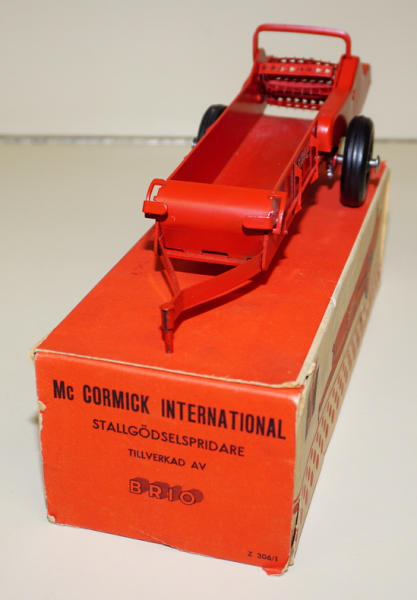 Mc CORMICK INTERNATIONAL
STALLGÖDSELSPRIDARE
TILLVERKAD AV
BRIO
Z 306/1